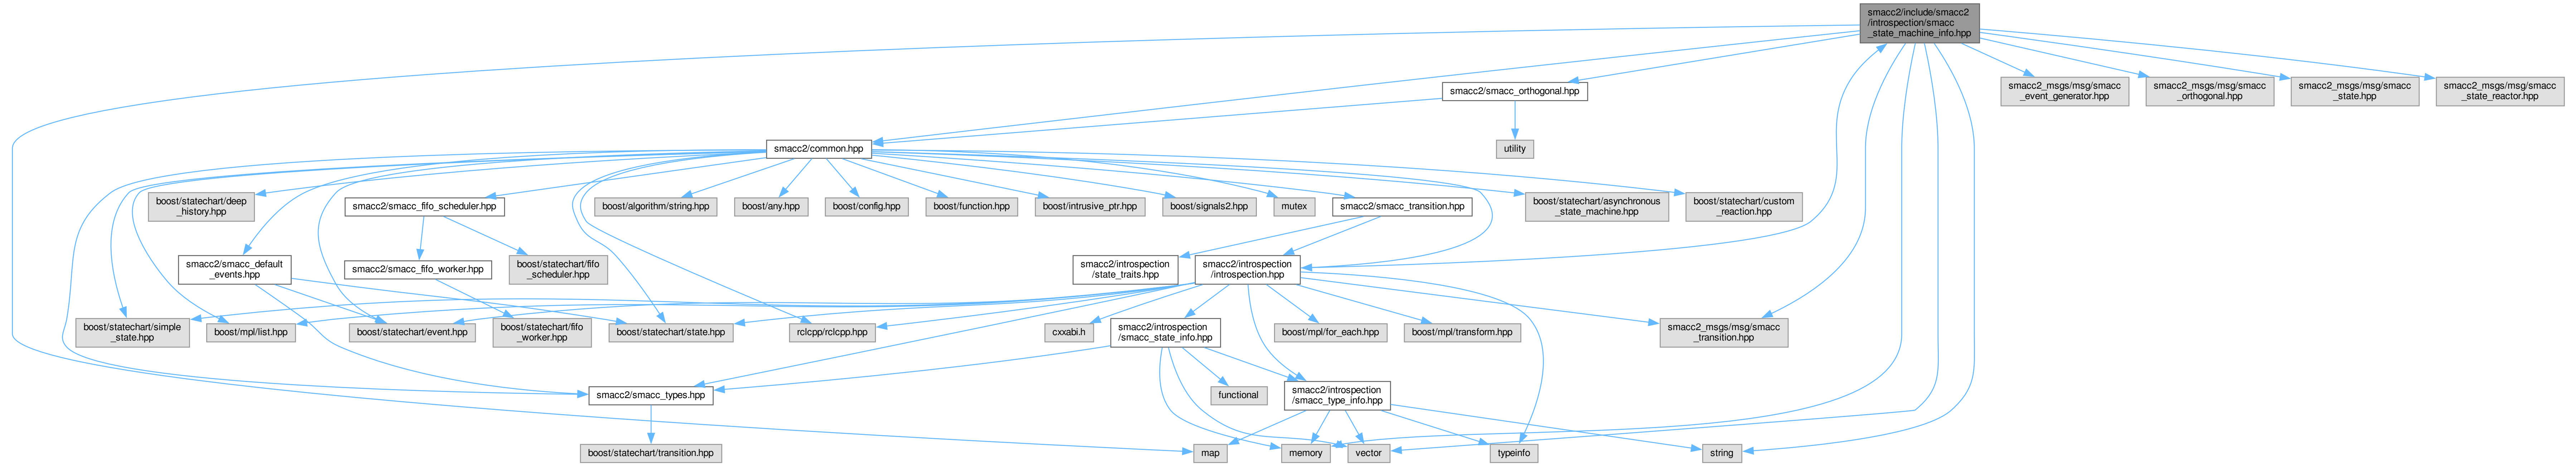 smacc2/include/smacc2
/introspection/smacc
_state_machine_info.hpp
smacc2/smacc_orthogonal.hpp
smacc2_msgs/msg/smacc
_event_generator.hpp
smacc2_msgs/msg/smacc
_orthogonal.hpp
smacc2_msgs/msg/smacc
_state.hpp
smacc2_msgs/msg/smacc
_state_reactor.hpp
smacc2/common.hpp
utility
boost/statechart/deep
_history.hpp
smacc2/smacc_fifo_scheduler.hpp
boost/algorithm/string.hpp
boost/any.hpp
boost/config.hpp
boost/function.hpp
boost/intrusive_ptr.hpp
boost/signals2.hpp
mutex
smacc2/smacc_transition.hpp
boost/statechart/asynchronous
_state_machine.hpp
boost/statechart/custom
_reaction.hpp
smacc2/smacc_default
_events.hpp
smacc2/smacc_fifo_worker.hpp
boost/statechart/fifo
_scheduler.hpp
smacc2/introspection
/state_traits.hpp
smacc2/introspection
/introspection.hpp
boost/statechart/simple
_state.hpp
boost/mpl/list.hpp
boost/statechart/event.hpp
boost/statechart/fifo
_worker.hpp
boost/statechart/state.hpp
rclcpp/rclcpp.hpp
cxxabi.h
smacc2/introspection
/smacc_state_info.hpp
boost/mpl/for_each.hpp
boost/mpl/transform.hpp
smacc2_msgs/msg/smacc
_transition.hpp
smacc2/smacc_types.hpp
functional
smacc2/introspection
/smacc_type_info.hpp
boost/statechart/transition.hpp
map
memory
vector
typeinfo
string